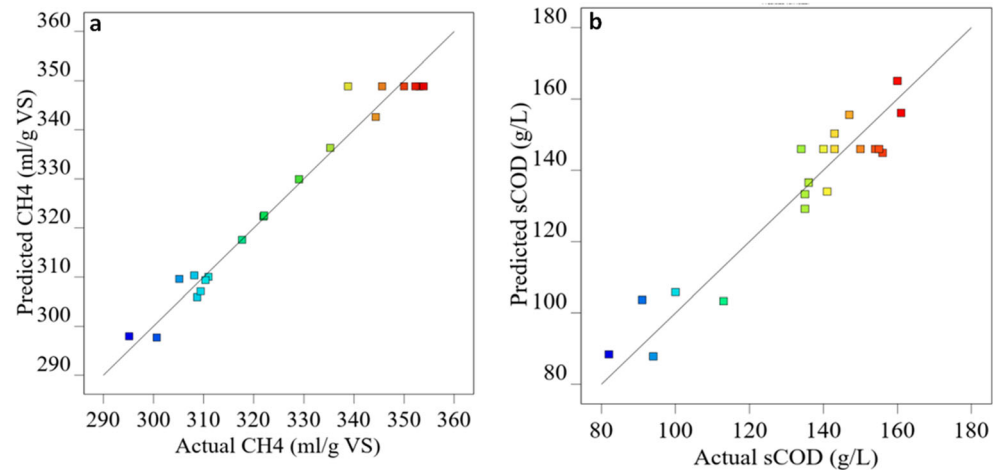 a
360
350
340
330
320
310
300
290
Predicted CH4 (ml/g VS)
290 300 310 320 330 340 350 360
Actual CH4 (ml/g VS)
b
180
160
140
120
100
80
Predicted sCOD (g/L)
80 100 120 140 160 180
Actual sCOD (g/L)